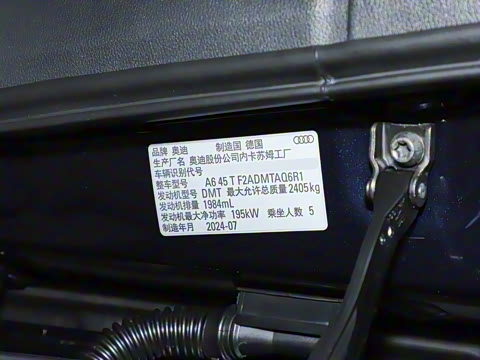 品牌 奥迪 制造国 德国
生产厂名 奥迪股份公司内卡苏姆工厂
车辆识别代号
整车型号 A6 45 T F2ADMTAQ6R1
发动机型号 DMT 最大允许总质量 2405kg
发动机排量 1984mL
发动机最大净功率 195kW 乘坐人数 5
制造年月 2024-07